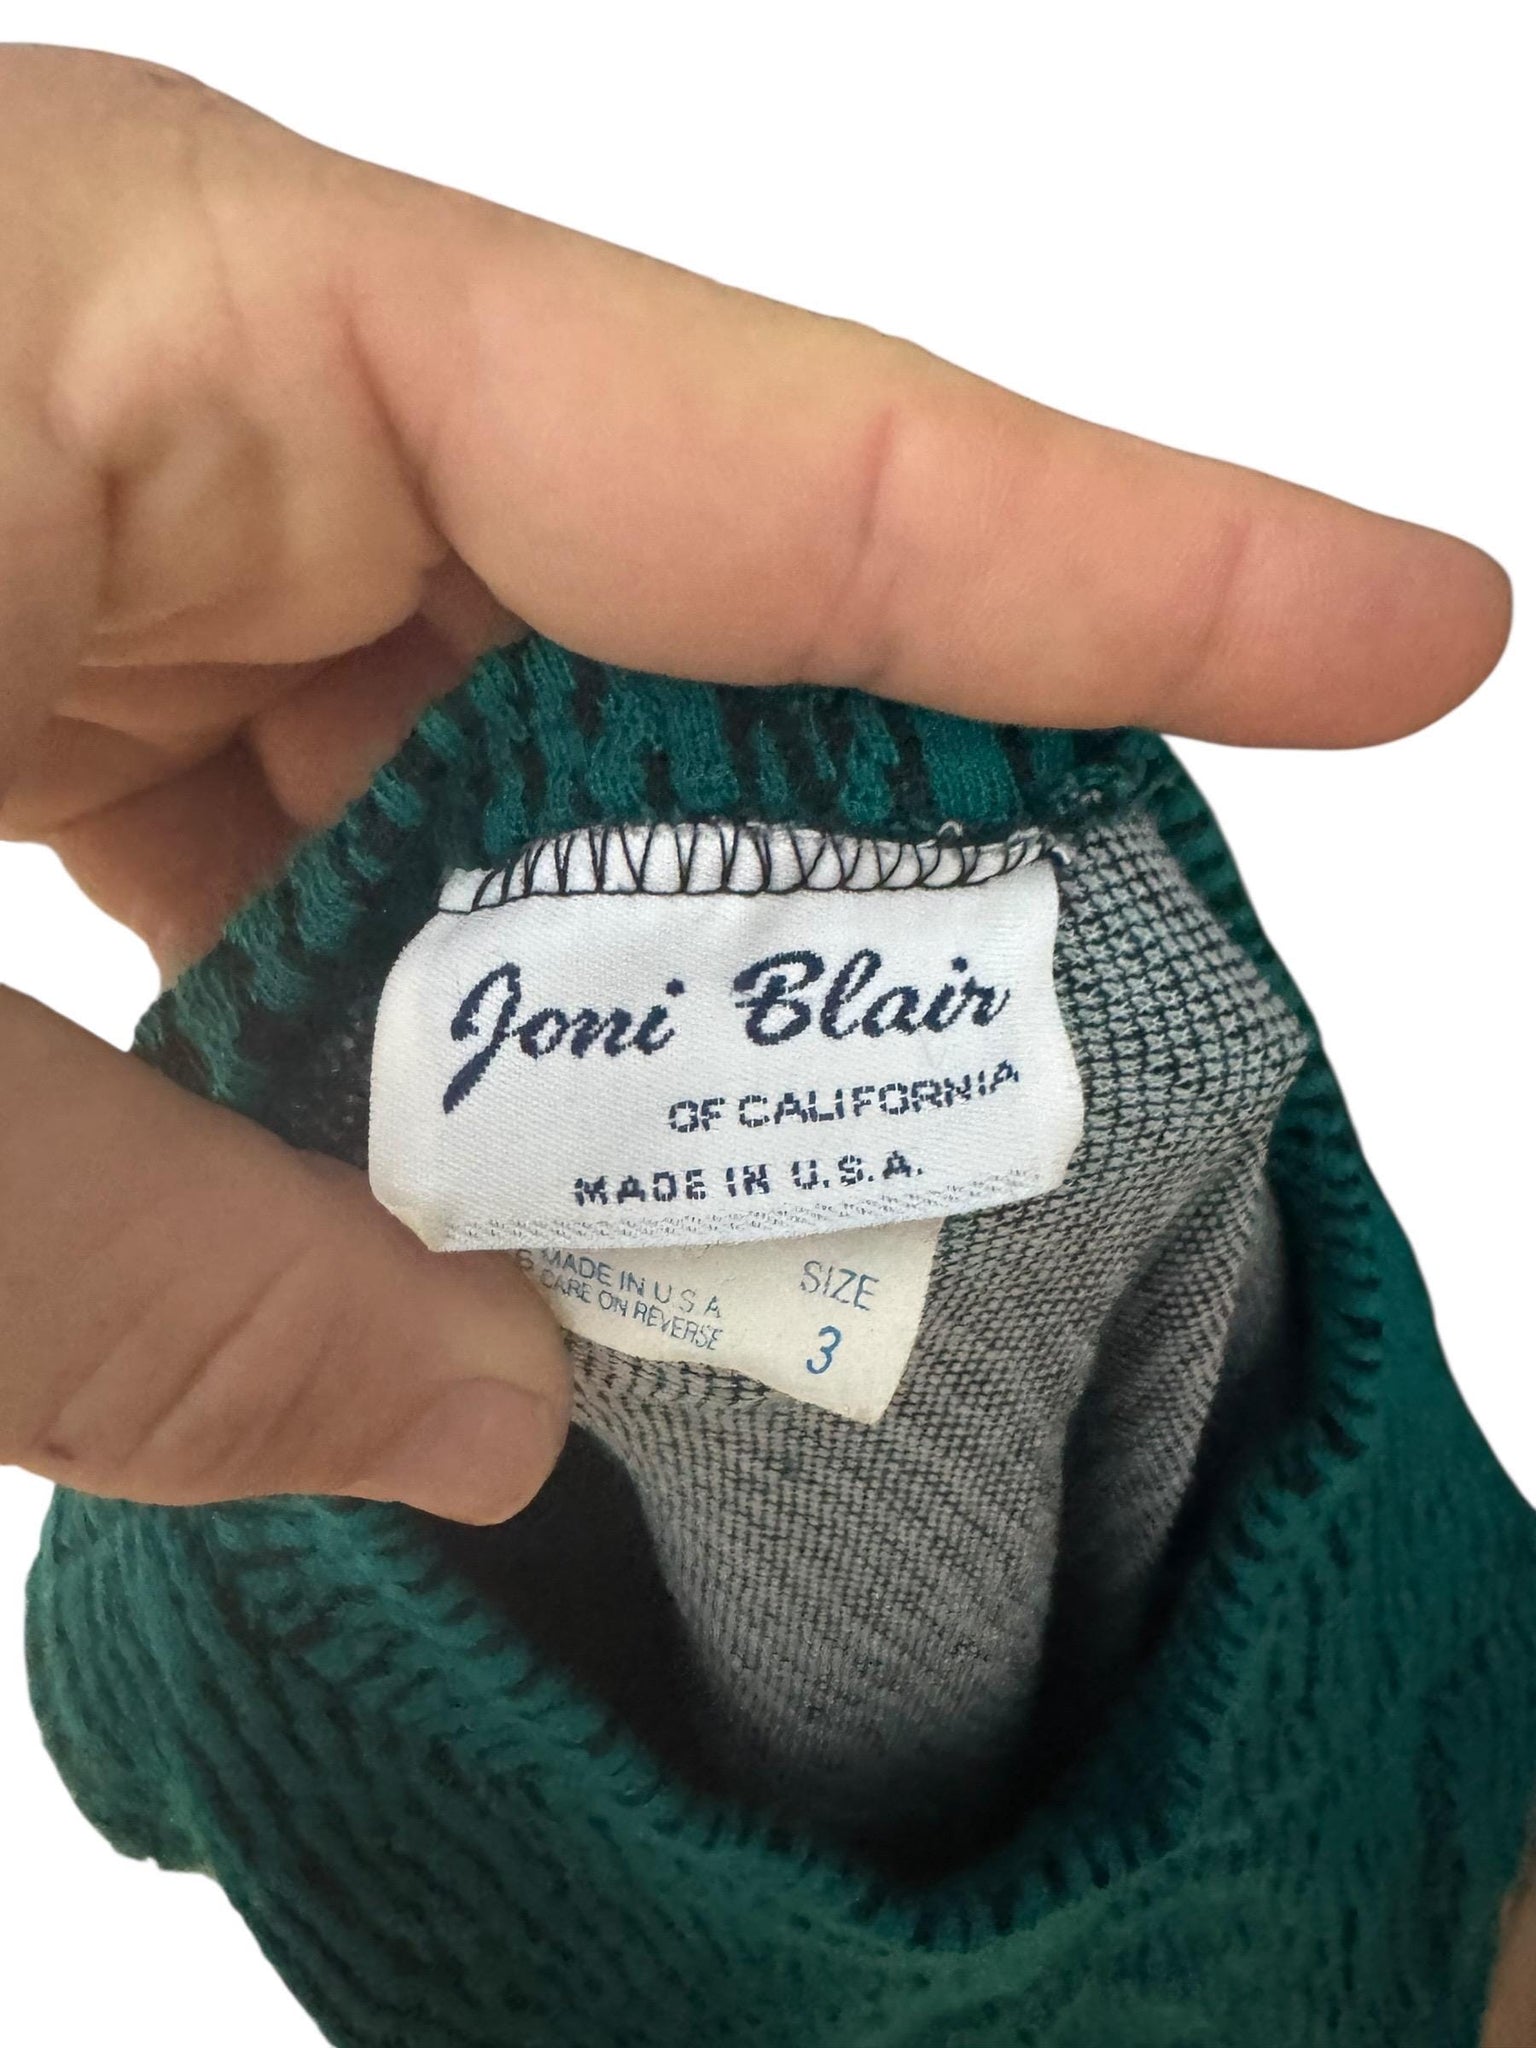 Joni Blair
OF CALIFORNIA
MADE IN U.S.A.
MADE IN U S A
CARE ON REVERSE
SIZE
3